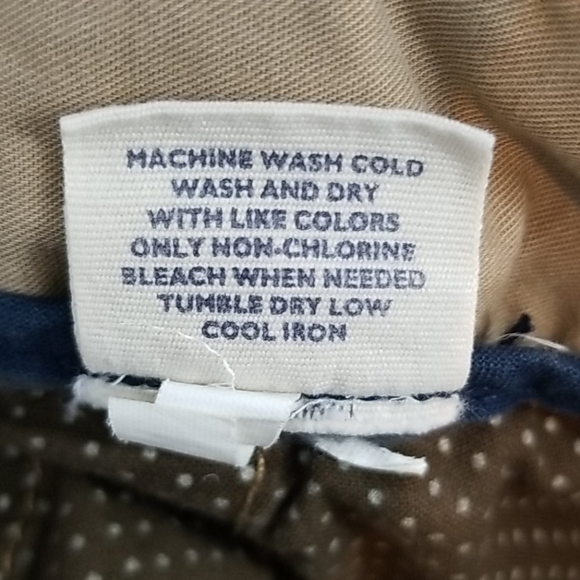 MACHINE WASH COLD
WASH AND DRY
WITH LIKE COLORS
ONLY NON-CHLORINE
BLEACH WHEN NEEDED
TUMBLE DRY LOW
COOL IRON